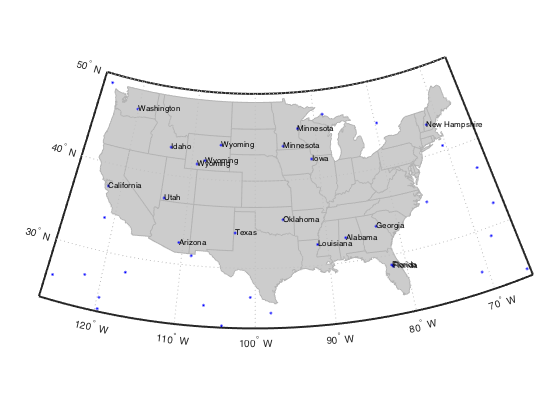 50° N
Washington
New Hampshire
Minnesota
Idaho
Wyoming
Minnesota
40° N
Wyoming
Wyoming
Iowa
California
Utah
Oklahoma
Georgia
Texas
Alabama
30° N
Arizona
Louisiana
Florida
120° W
110° W
100° W
90° W
80° W
70° W